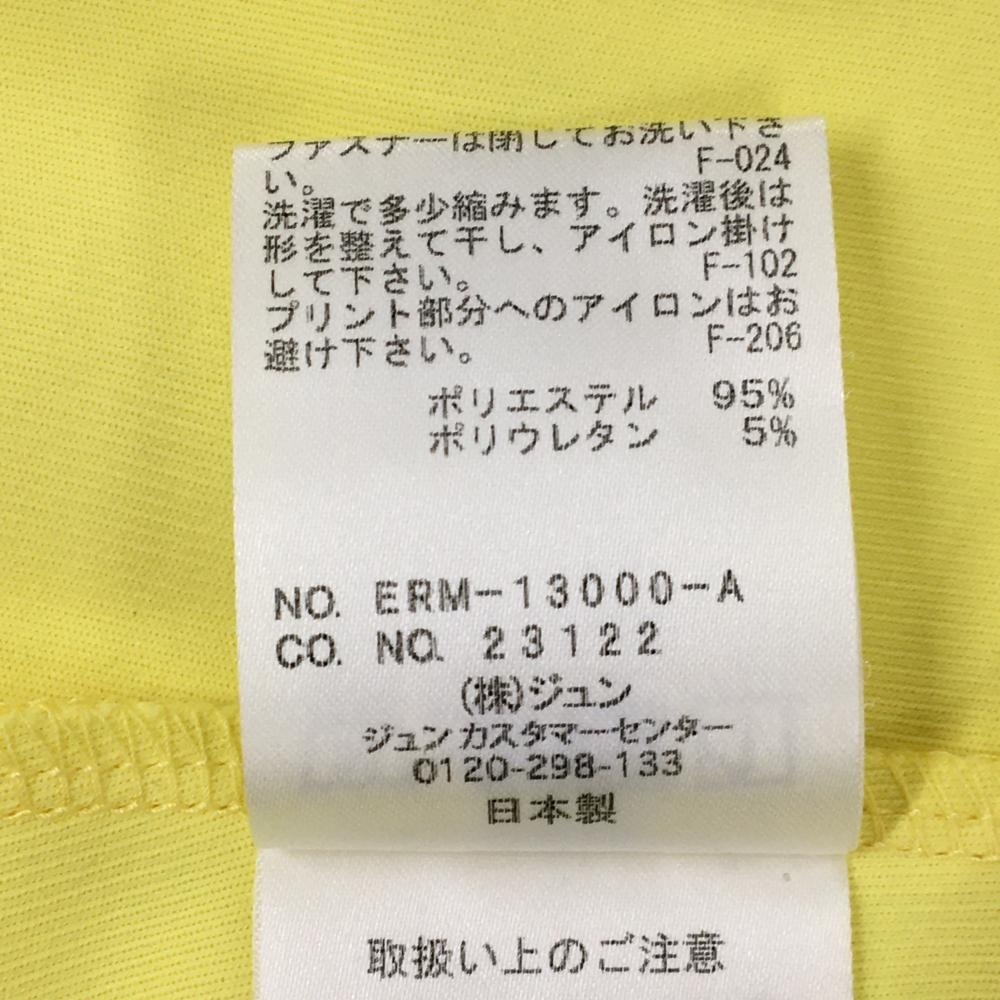 ファスナーは閉じてお洗い下さ
い。 F-024
洗濯で多少縮みます。洗濯後は
形を整えて干し、アイロン掛け
して下さい。 F-102
プリント部分へのアイロンはお
避け下さい。 F-206
ポリエステル 95%
ポリウレタン 5%
NO. ERM-13000-A
CO. NO. 23122
(株)ジュン
ジュンカスタマーセンター
0120-298-133
日本製
取扱い上のご注意